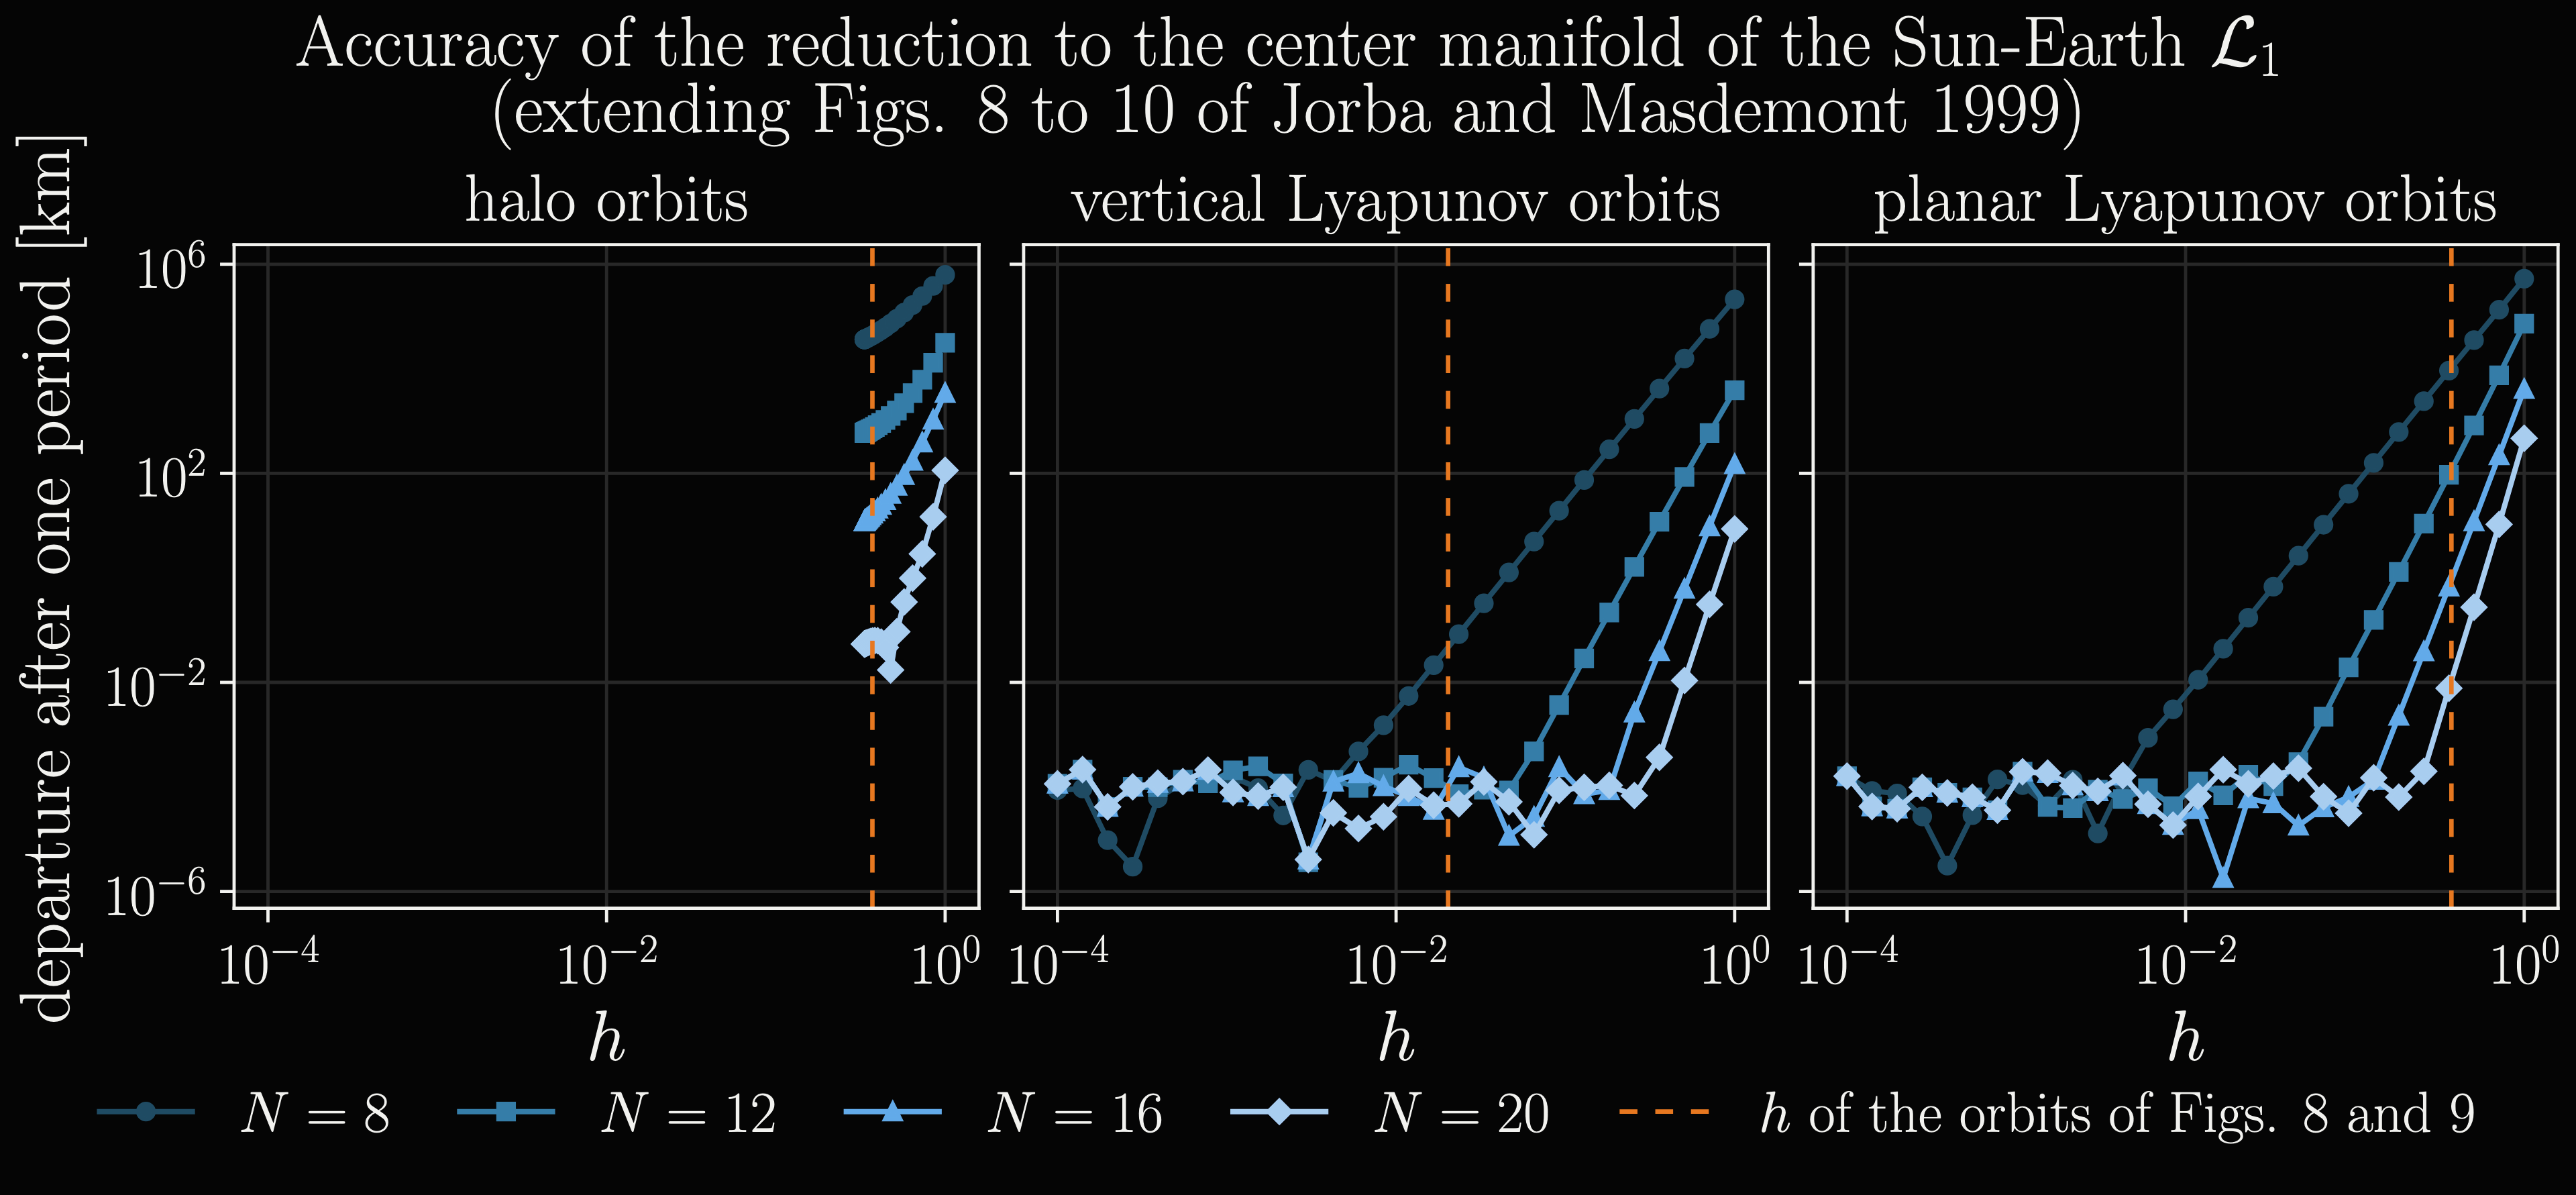 Accuracy of the reduction to the center manifold of the Sun-Earth 𝓛₁
(extending Figs. 8 to 10 of Jorba and Masdemont 1999)
departure after one period [km]
halo orbits
vertical Lyapunov orbits
planar Lyapunov orbits
10⁶
10²
10⁻²
10⁻⁶
10⁻⁴ 10⁻² 10⁰
10⁻⁴ 10⁻² 10⁰
10⁻⁴ 10⁻² 10⁰
h
h
h
N = 8 N = 12 N = 16 N = 20 h of the orbits of Figs. 8 and 9